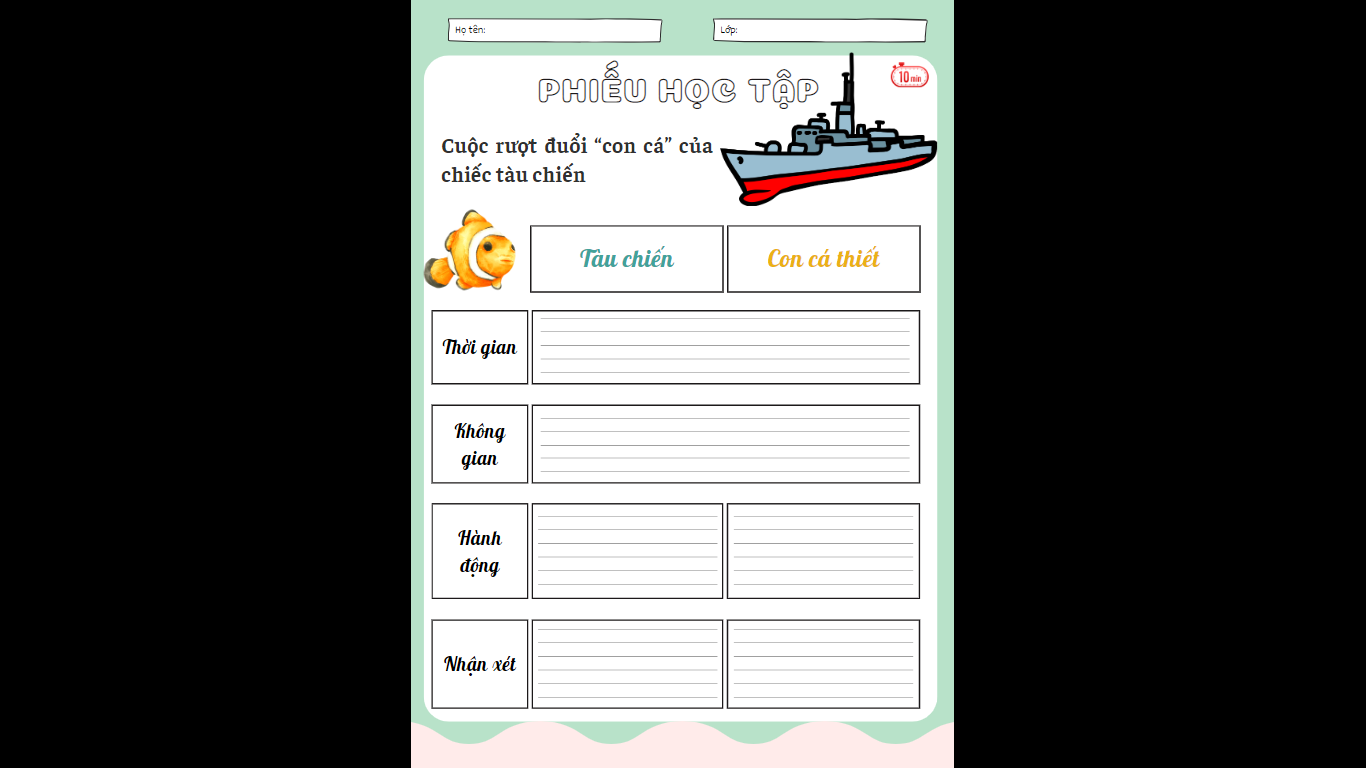 Họ tên:
Lớp:
PHIẾU HỌC TẬP
10 min
Cuộc rượt đuổi “con cá” của
chiếc tàu chiến
Tàu chiến
Con cá thiết
Thời gian
Không
gian
Hành
động
Nhận xét